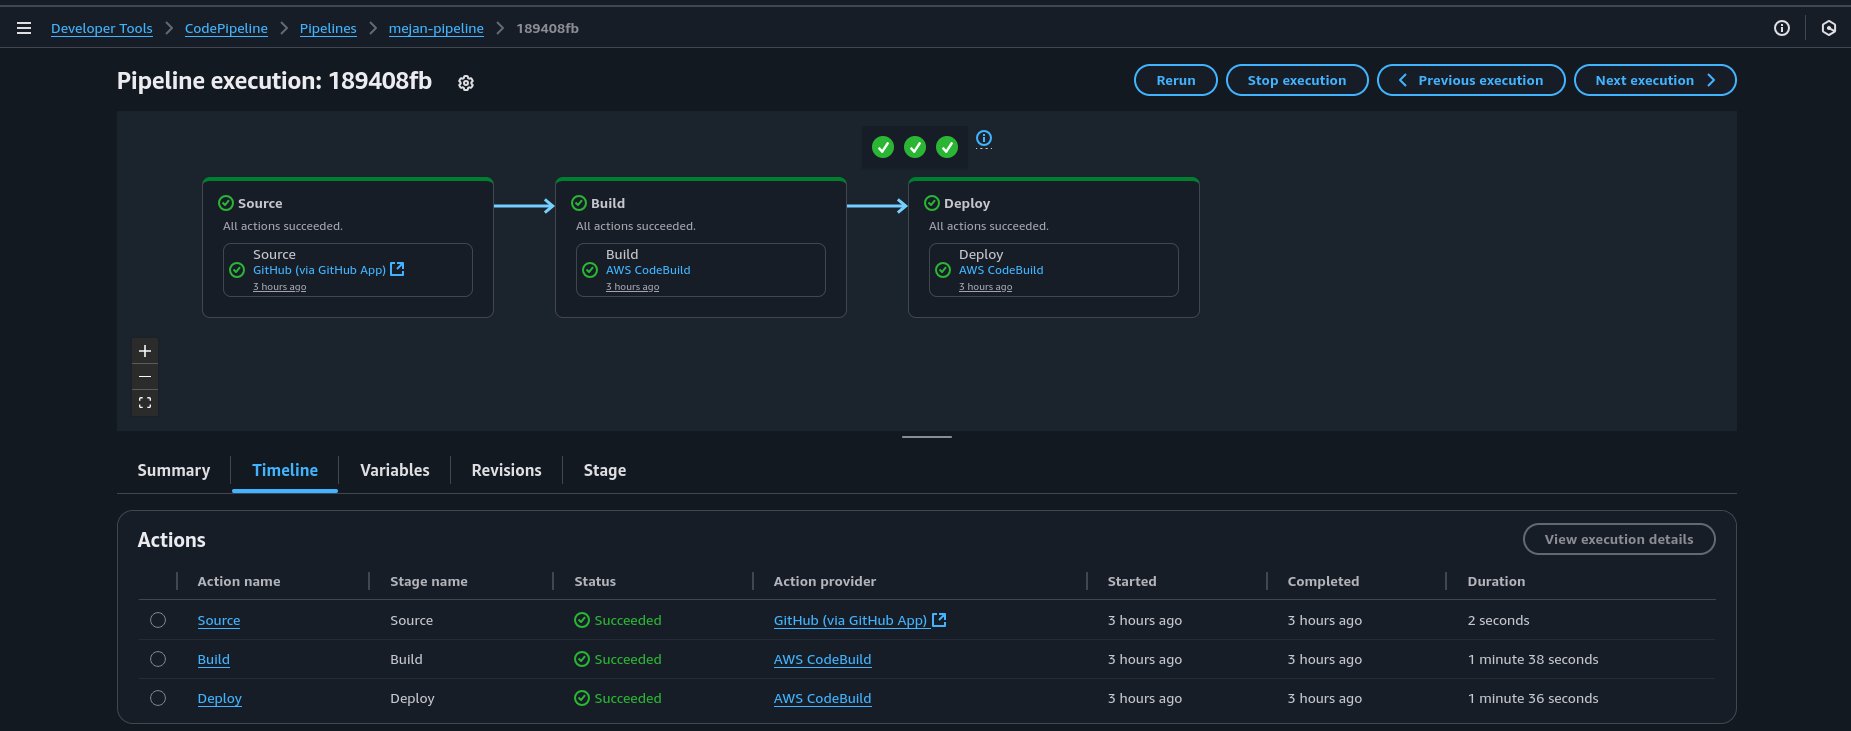 Developer Tools > CodePipeline > Pipelines > mejan-pipeline > 189408fb
Pipeline execution: 189408fb
Rerun
Stop execution
Previous execution
Next execution
Source
All actions succeeded.
Source
GitHub (via GitHub App)
3 hours ago
Build
All actions succeeded.
Build
AWS CodeBuild
3 hours ago
Deploy
All actions succeeded.
Deploy
AWS CodeBuild
3 hours ago
Summary Timeline Variables Revisions Stage
Actions
View execution details
Action name Stage name Status Action provider Started Completed Duration
Source Source Succeeded GitHub (via GitHub App) 3 hours ago 3 hours ago 2 seconds
Build Build Succeeded AWS CodeBuild 3 hours ago 3 hours ago 1 minute 38 seconds
Deploy Deploy Succeeded AWS CodeBuild 3 hours ago 3 hours ago 1 minute 36 seconds